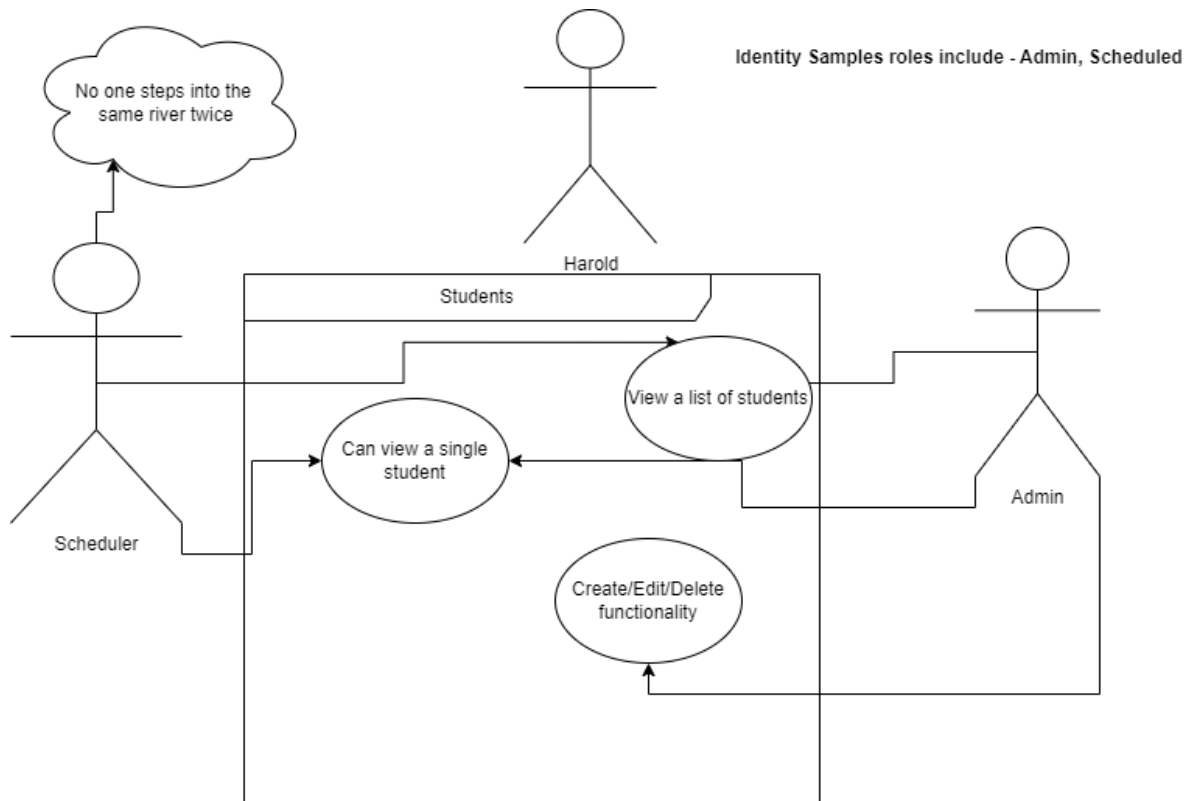 Identity Samples roles include - Admin, Scheduled
No one steps into the
same river twice
Harold
Students
View a list of students
Can view a single
student
Admin
Scheduler
Create/Edit/Delete
functionality